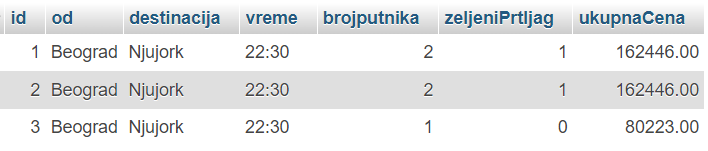 id od destinacija vreme brojputnika zeljeniPrtljag ukupnaCena
1 Beograd Njujork 22:30 2 1 162446.00
2 Beograd Njujork 22:30 2 1 162446.00
3 Beograd Njujork 22:30 1 0 80223.00